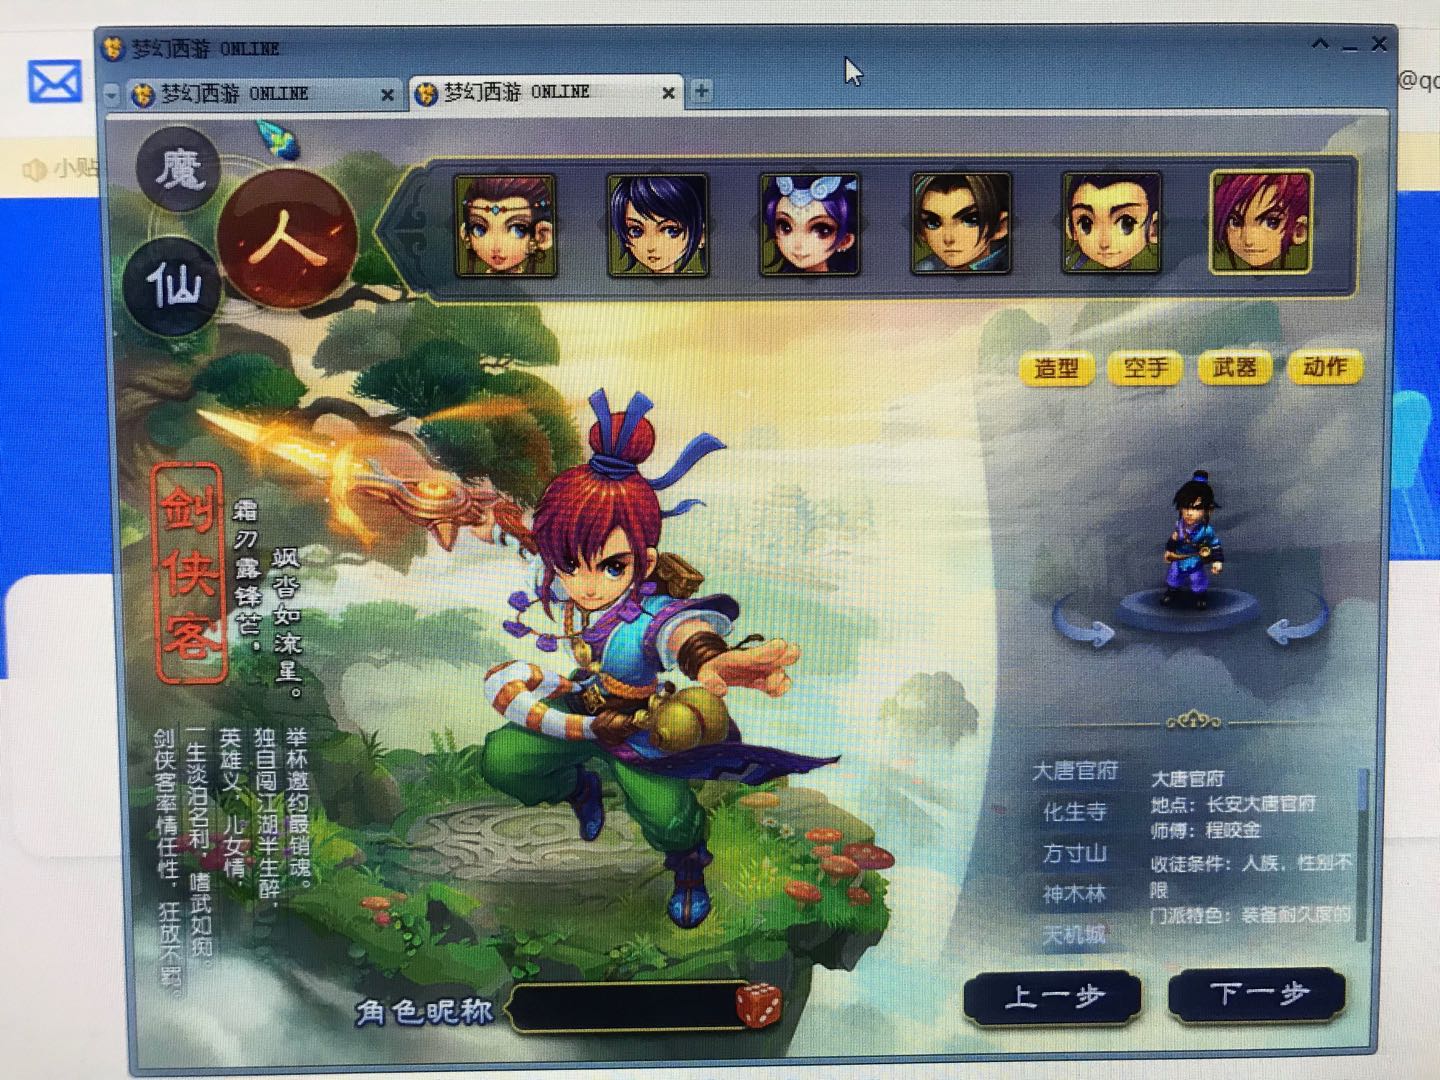 梦幻西游 ONLINE
梦幻西游 ONLINE
梦幻西游 ONLINE
@qq
小贴
魔
人
仙
造型
空手
武器
动作
剑侠客
霜刃露锋芒，
飒沓如流星。
剑侠客率情任性，狂放不羁。
一生淡泊名利，嗜武如痴。
英雄义，儿女情，
独自闯江湖半生醉，
举杯邀约最销魂。
大唐官府
化生寺
方寸山
神木林
天机城
大唐官府
地点：长安大唐官府
师傅：程咬金
收徒条件：人族，性别不
限
门派特色：装备耐久度的
角色昵称
上一步
下一步